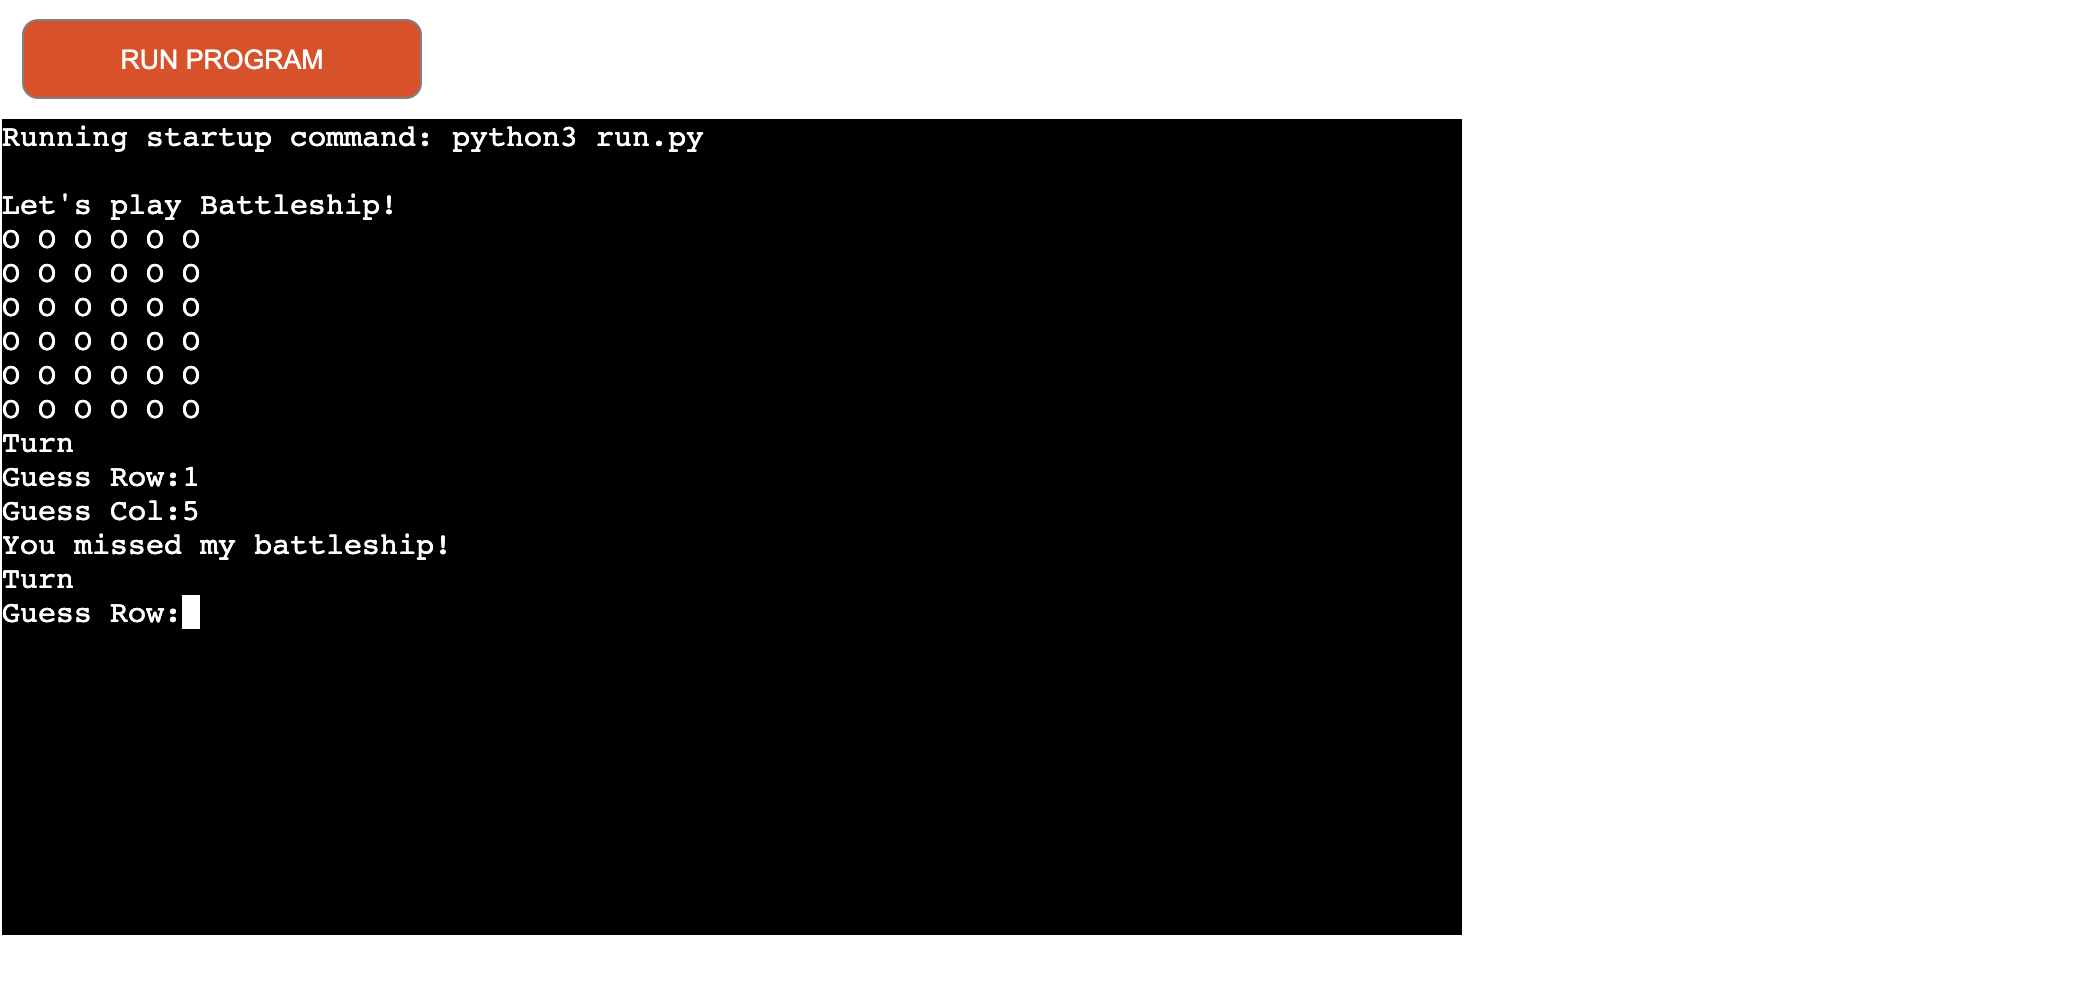 RUN PROGRAM
Running startup command: python3 run.py
Let's play Battleship!
O O O O O O
O O O O O O
O O O O O O
O O O O O O
O O O O O O
O O O O O O
Turn
Guess Row:1
Guess Col:5
You missed my battleship!
Turn
Guess Row: